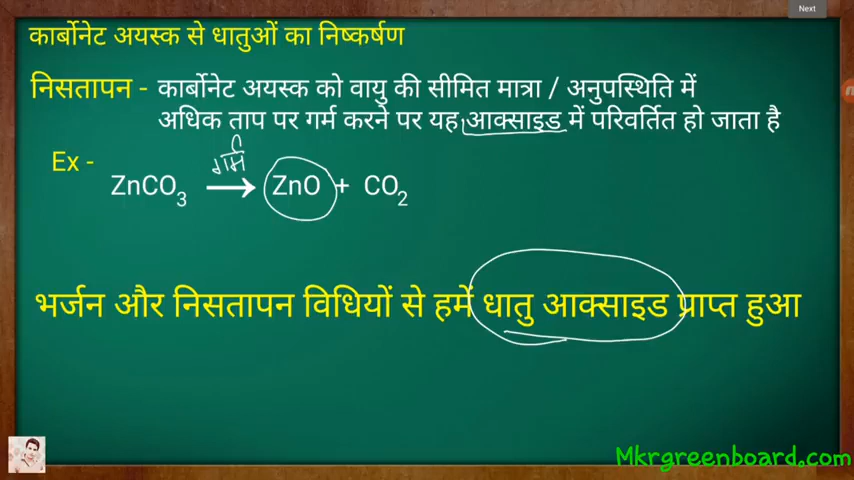 Next
कार्बोनेट अयस्क से धातुओं का निष्कर्षण
निसतापन - कार्बोनेट अयस्क को वायु की सीमित मात्रा / अनुपस्थिति में
अधिक ताप पर गर्म करने पर यह आक्साइड में परिवर्तित हो जाता है
गर्म
Ex - ZnCO₃ → ZnO + CO₂
भर्जन और निसतापन विधियों से हमें धातु आक्साइड प्राप्त हुआ
Mkrgreenboard.com